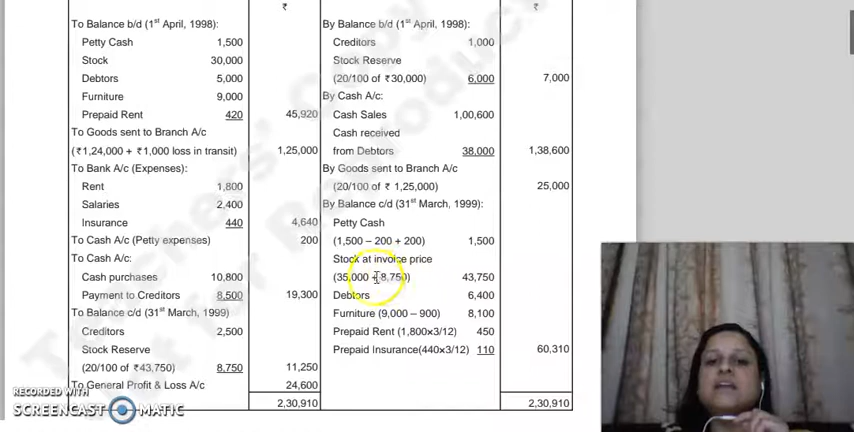 ₹ ₹
To Balance b/d (1st April, 1998) By Balance b/d (1st April, 1998):
Petty Cash 1,500 Creditors 1,000
Stock 30,000 Stock Reserve
Debtors 5,000 (20/100 of ₹30,000) 6,000 7,000
Furniture 9,000 By Cash A/c:
Prepaid Rent 420 45,920 Cash Sales 1,00,600
To Goods sent to Branch A/c Cash received
(₹1,24,000 + ₹1,000 loss in transit) 1,25,000 from Debtors 38,000 1,38,600
To Bank A/c (Expenses): By Goods sent to Branch A/c
Rent 1,800 (20/100 of ₹ 1,25,000) 25,000
Salaries 2,400 By Balance c/d (31st March, 1999):
Insurance 440 4,640 Petty Cash
To Cash A/c (Petty expenses) 200 (1,500 – 200 + 200) 1,500
To Cash A/c: Stock at invoice price
Cash purchases 10,800 (35,000 + 8,750) 43,750
Payment to Creditors 8,500 19,300 Debtors 6,400
To Balance c/d (31st March, 1999) Furniture (9,000 – 900) 8,100
Creditors 2,500 Prepaid Rent (1,800×3/12) 450
Stock Reserve Prepaid Insurance(440×3/12) 110 60,310
(20/100 of ₹43,750) 8,750 11,250
To General Profit & Loss A/c 24,600
2,30,910 2,30,910
Teachers' Copy
Not for Reproduction
RECORDED WITH
SCREENCAST MATIC